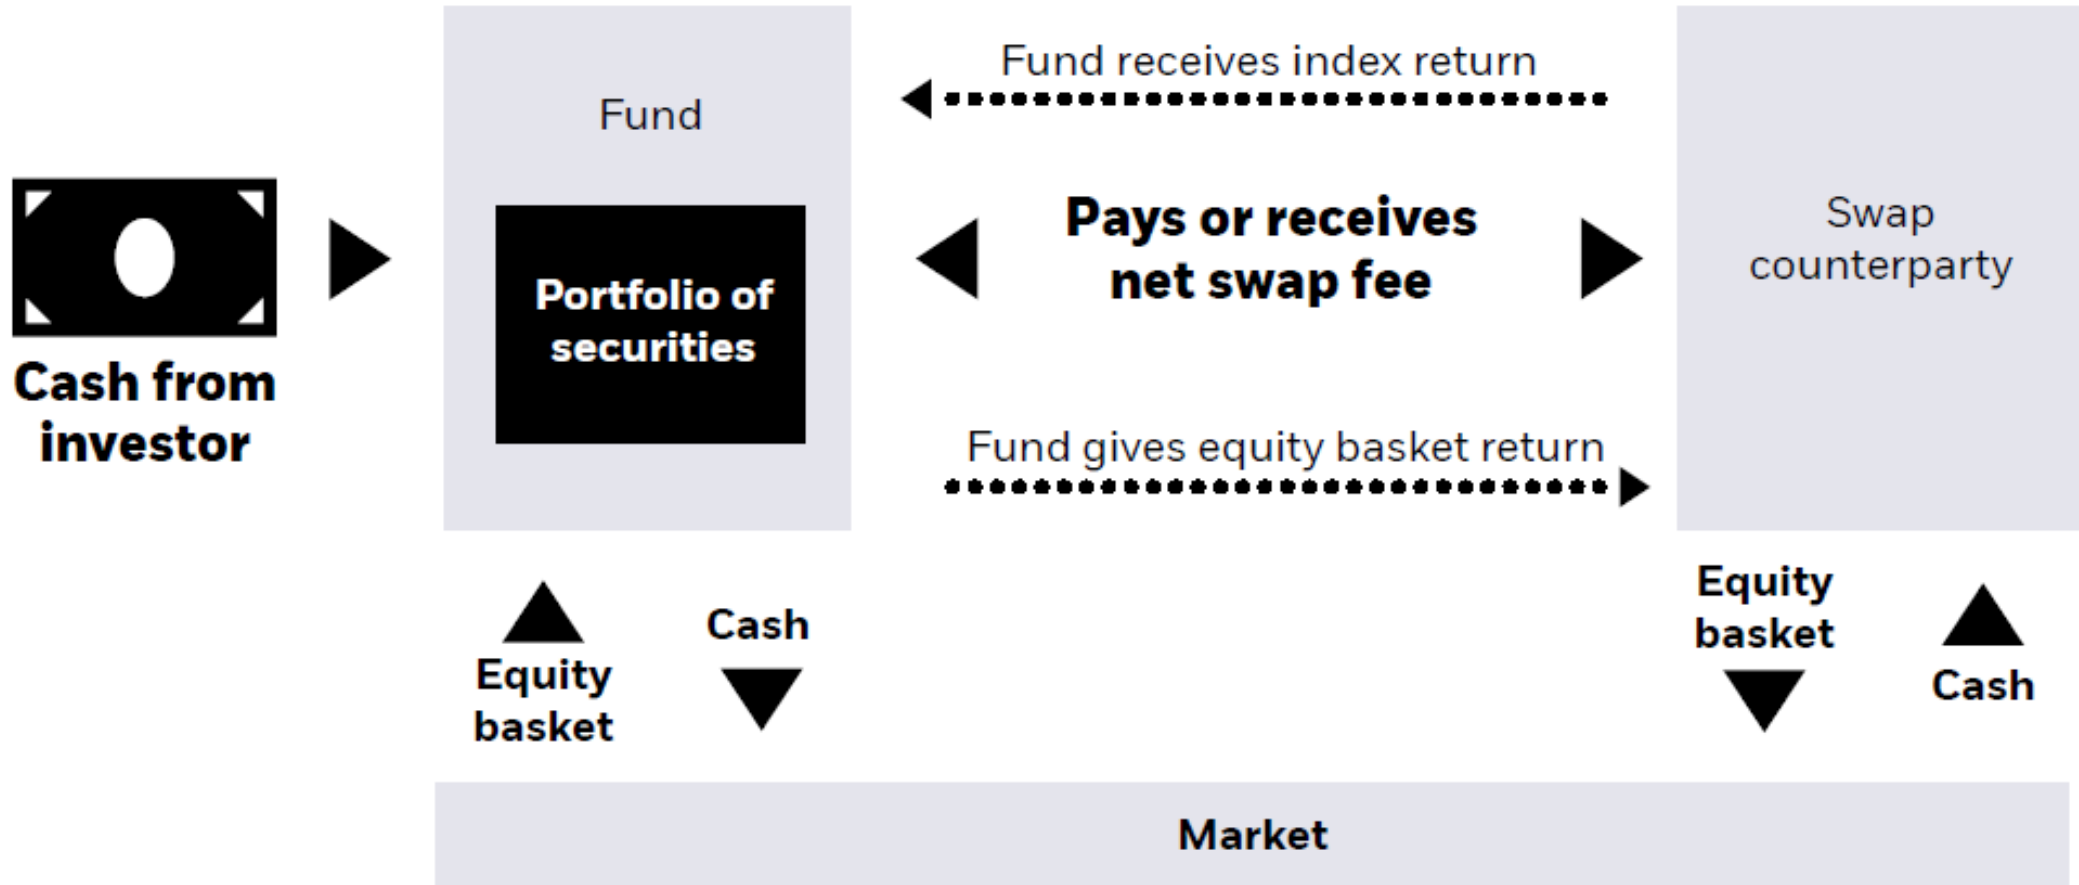 Fund receives index return
Fund
Pays or receives
net swap fee
Swap
counterparty
Portfolio of
securities
Cash from
investor
Fund gives equity basket return
Equity
basket
Cash
Equity
basket
Cash
Market